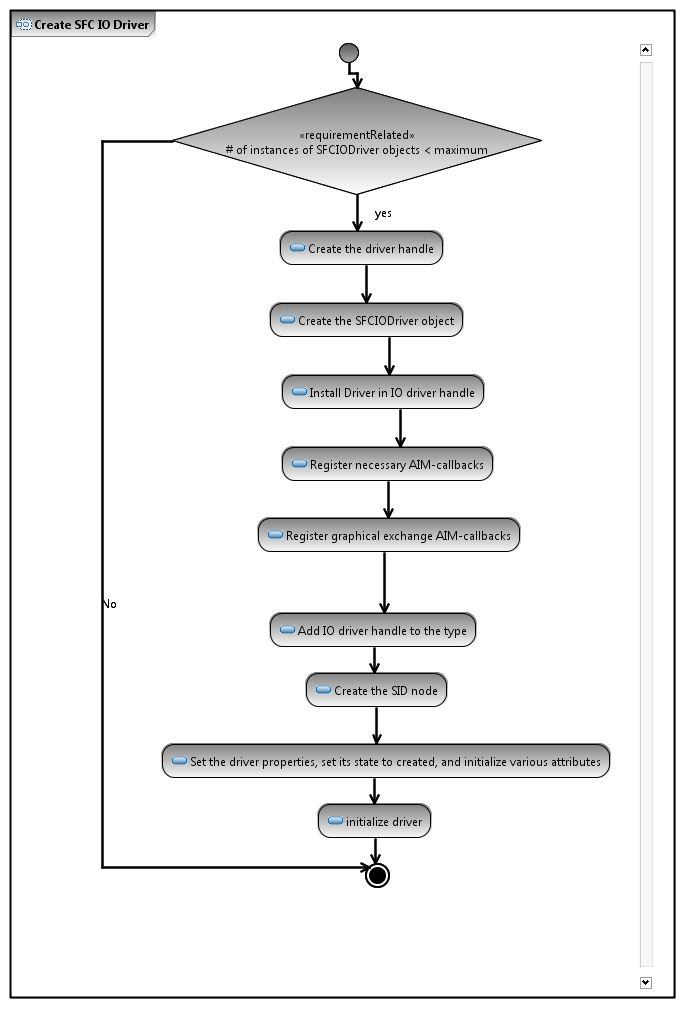 Create SFC IO Driver
«requirementRelated»
# of instances of SFCIODriver objects < maximum
yes
Create the driver handle
Create the SFCIODriver object
Install Driver in IO driver handle
Register necessary AIM-callbacks
Register graphical exchange AIM-callbacks
No
Add IO driver handle to the type
Create the SID node
Set the driver properties, set its state to created, and initialize various attributes
initialize driver